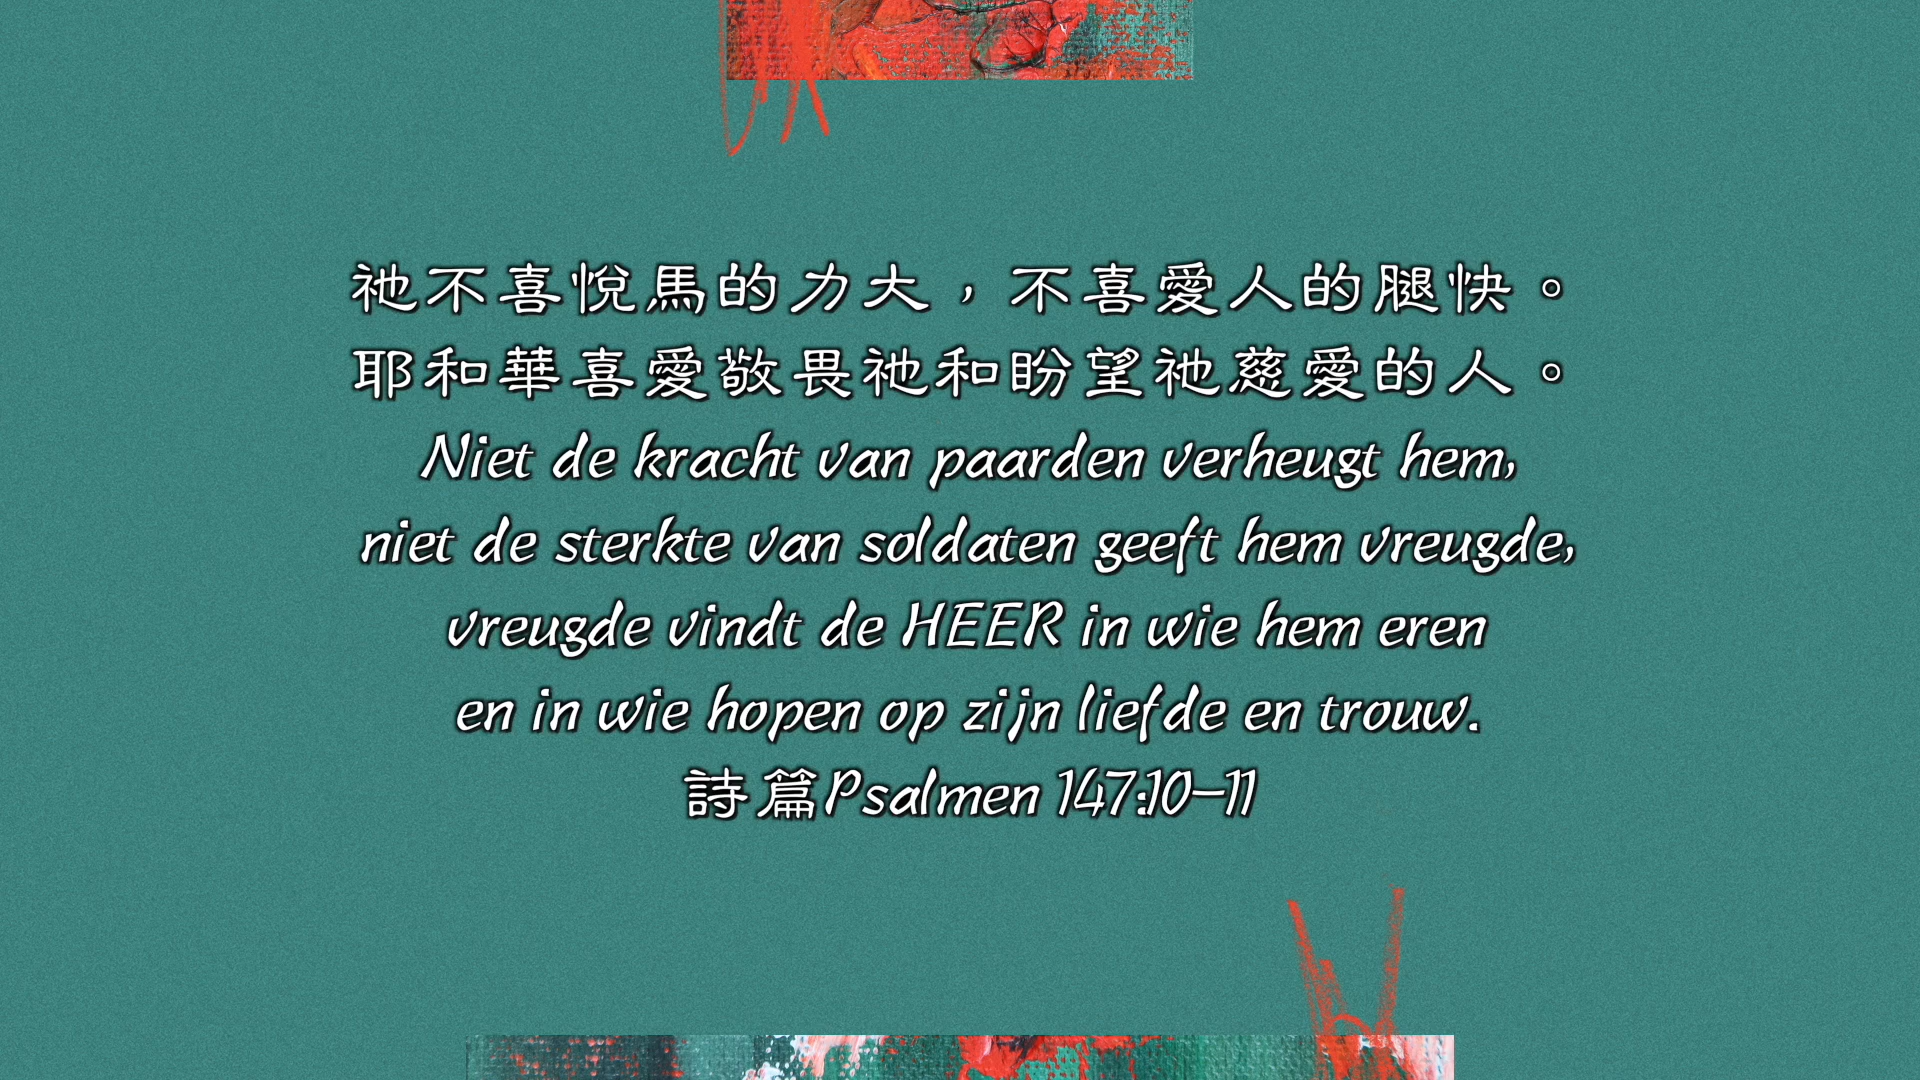 祂不喜悅馬的力大，不喜愛人的腿快。
耶和華喜愛敬畏祂和盼望祂慈愛的人。
Niet de kracht van paarden verheugt hem,
niet de sterkte van soldaten geeft hem vreugde,
vreugde vindt de HEER in wie hem eren
en in wie hopen op zijn liefde en trouw.
詩篇Psalmen 147:10–11